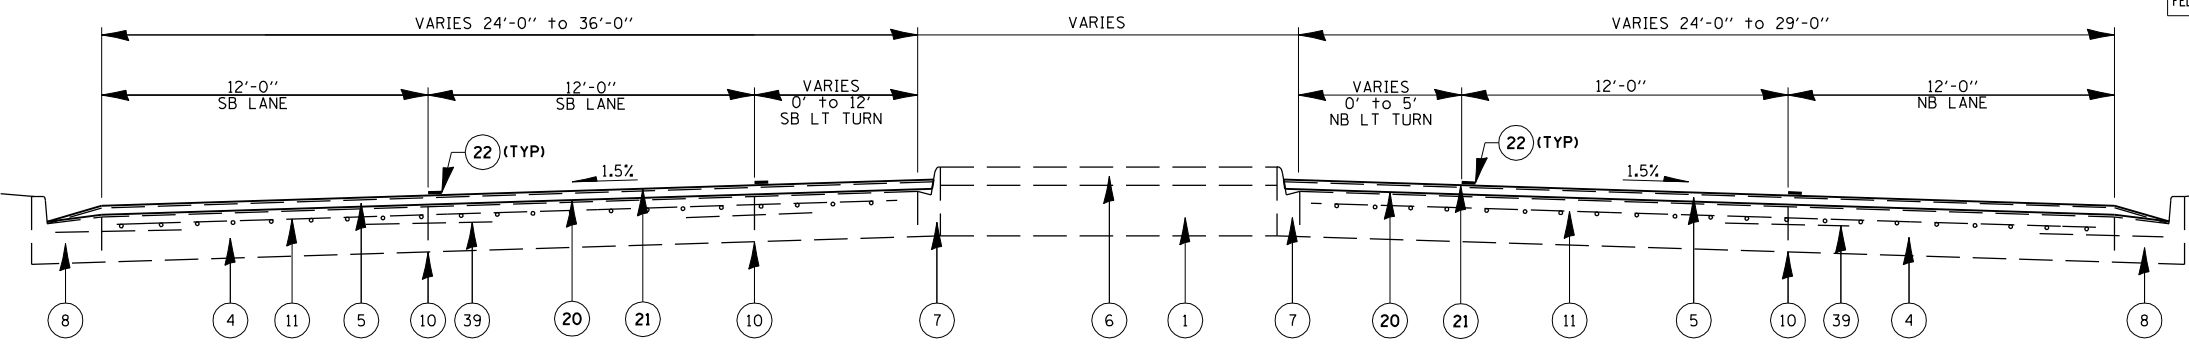 VARIES 24'-0" to 36'-0"
VARIES
VARIES 24'-0" to 29'-0"
12'-0"
SB LANE
12'-0"
SB LANE
VARIES
0' to 12'
SB LT TURN
VARIES
0' to 5'
NB LT TURN
12'-0"
12'-0"
NB LANE
22 (TYP)
1.5%
22 (TYP)
1.5%
8
4
11
5
10
39
20
21
10
7
6
1
7
20
21
11
5
10
39
4
8